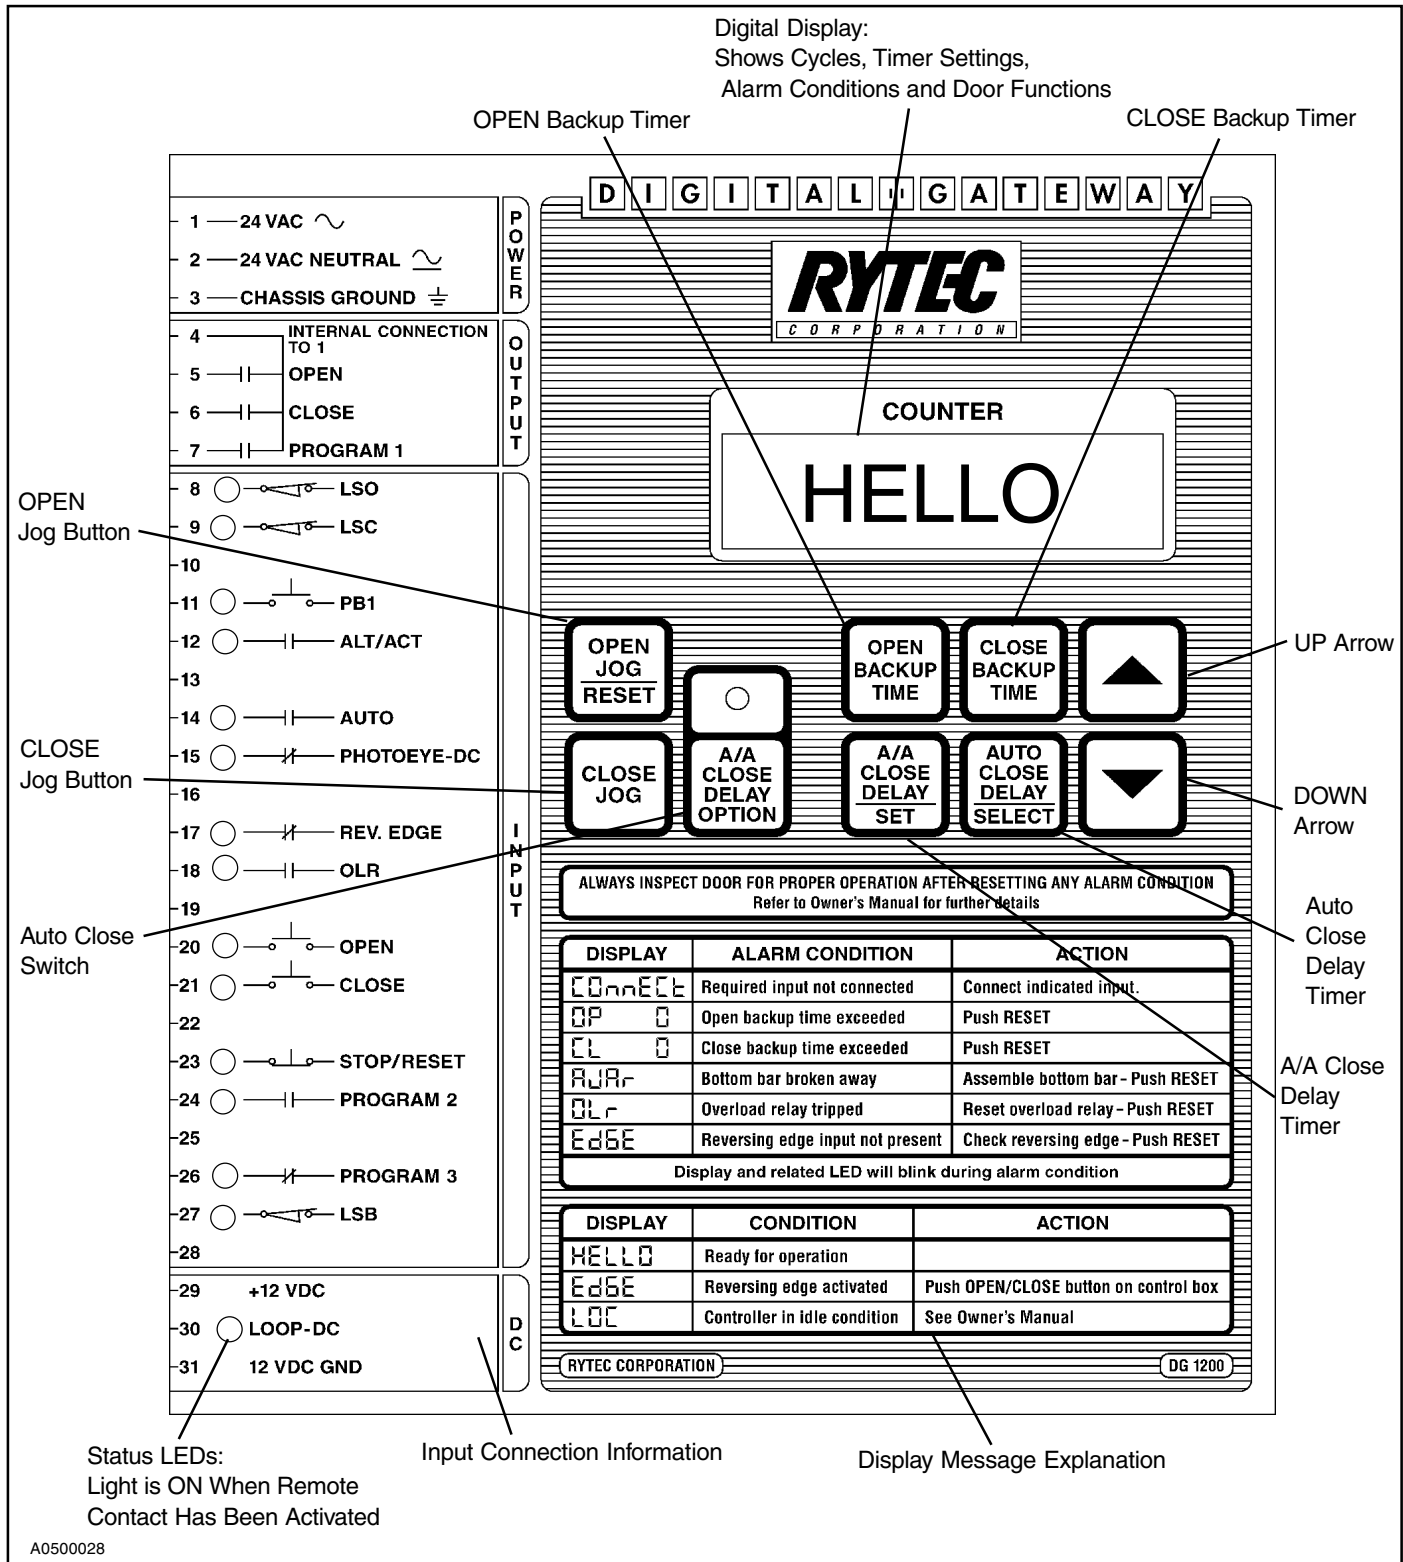 Digital Display:
Shows Cycles, Timer Settings,
Alarm Conditions and Door Functions
OPEN Backup Timer
CLOSE Backup Timer
DIGITAL GATEWAY
1 24 VAC
2 24 VAC NEUTRAL
3 CHASSIS GROUND
POWER
4 INTERNAL CONNECTION
TO 1
5 OPEN
6 CLOSE
7 PROGRAM 1
OUTPUT
RYTEC
CORPORATION
COUNTER
HELLO
OPEN
Jog Button
CLOSE
Jog Button
Auto Close
Switch
8 LSO
9 LSC
10
11 PB1
12 ALT/ACT
13
14 AUTO
15 PHOTOEYE-DC
16
17 REV. EDGE
18 OLR
19
20 OPEN
21 CLOSE
22
23 STOP/RESET
24 PROGRAM 2
25
26 PROGRAM 3
27 LSB
28
INPUT
29 +12 VDC
30 LOOP-DC
31 12 VDC GND
DC
OPEN
JOG
RESET
CLOSE
JOG
A/A
CLOSE
DELAY
OPTION
OPEN
BACKUP
TIME
CLOSE
BACKUP
TIME
A/A
CLOSE
DELAY
SET
AUTO
CLOSE
DELAY
SELECT
UP Arrow
DOWN
Arrow
Auto
Close
Delay
Timer
A/A Close
Delay
Timer
ALWAYS INSPECT DOOR FOR PROPER OPERATION AFTER RESETTING ANY ALARM CONDITION
Refer to Owner's Manual for further details
DISPLAY ALARM CONDITION ACTION
COnnECt Required input not connected Connect indicated input.
OP 0 Open backup time exceeded Push RESET
CL 0 Close backup time exceeded Push RESET
AJAr Bottom bar broken away Assemble bottom bar - Push RESET
OLr Overload relay tripped Reset overload relay - Push RESET
EdGE Reversing edge input not present Check reversing edge - Push RESET
Display and related LED will blink during alarm condition
DISPLAY CONDITION ACTION
HELLO Ready for operation
EdGE Reversing edge activated Push OPEN/CLOSE button on control box
LOC Controller in idle condition See Owner's Manual
RYTEC CORPORATION
DG 1200
Status LEDs:
Light is ON When Remote
Contact Has Been Activated
Input Connection Information
Display Message Explanation
A0500028